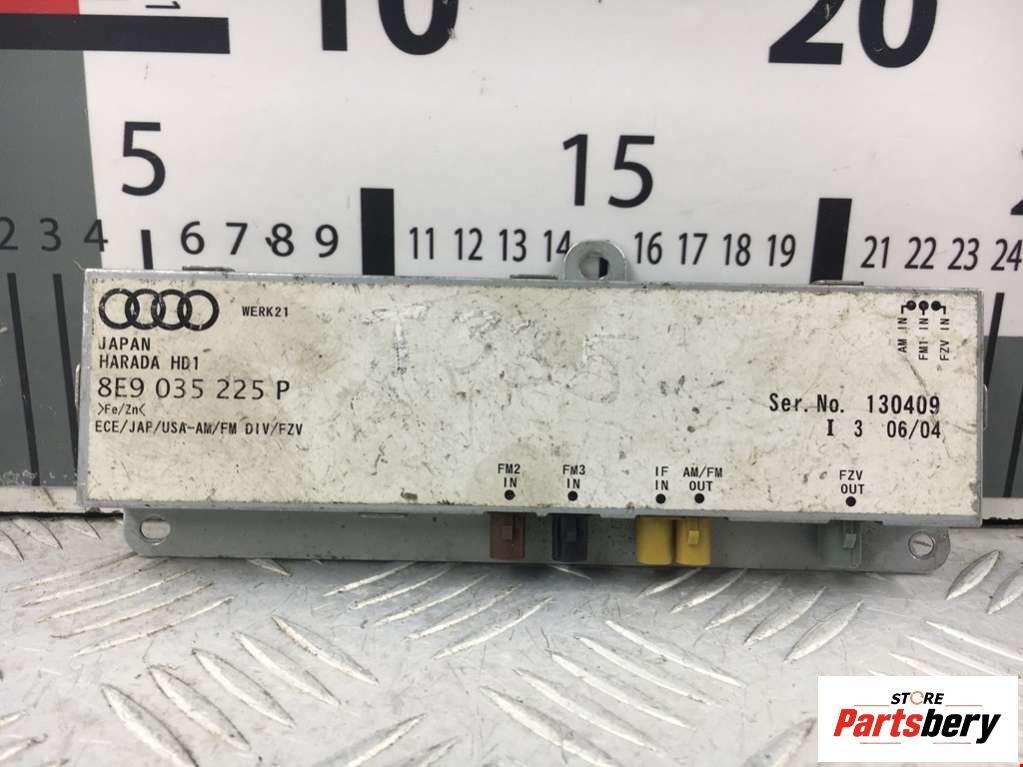 1
10
20
5
15
2 3 4 6 7 8 9 11 12 13 14 16 17 18 19 21 22 23 24
WERK21
JAPAN
HARADA HD1
8E9 035 225 P
>Fe/Zn<
ECE/JAP/USA-AM/FM DIV/FZV
AM IN
FM1 IN
FZV IN
Ser. No. 130409
I 3 06/04
FM2
IN
FM3
IN
IF
IN
AM/FM
OUT
FZV
OUT
STORE
Partsbery